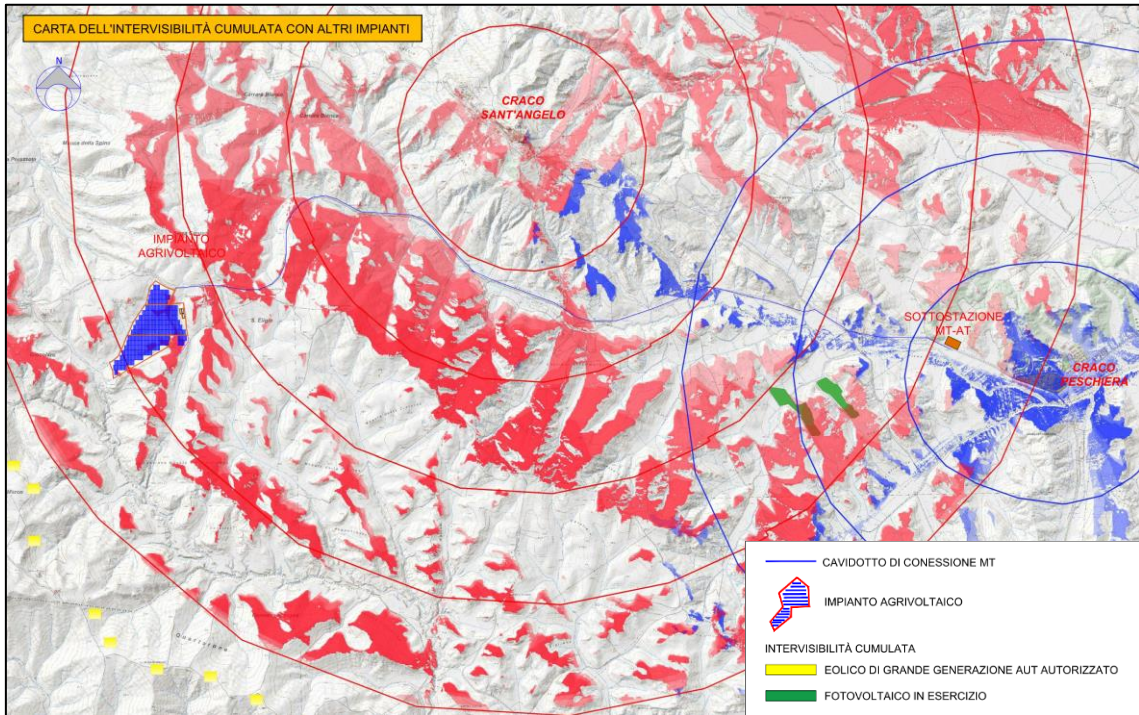 CARTA DELL'INTERVISIBILITÀ CUMULATA CON ALTRI IMPIANTI
N
CRACO
SANT'ANGELO
IMPIANTO
AGRIVOLTAICO
SOTTOSTAZIONE
MT-AT
CRACO
PESCHIERA
CAVIDOTTO DI CONESSIONE MT
IMPIANTO AGRIVOLTAICO
INTERVISIBILITÀ CUMULATA
EOLICO DI GRANDE GENERAZIONE AUT AUTORIZZATO
FOTOVOLTAICO IN ESERCIZIO